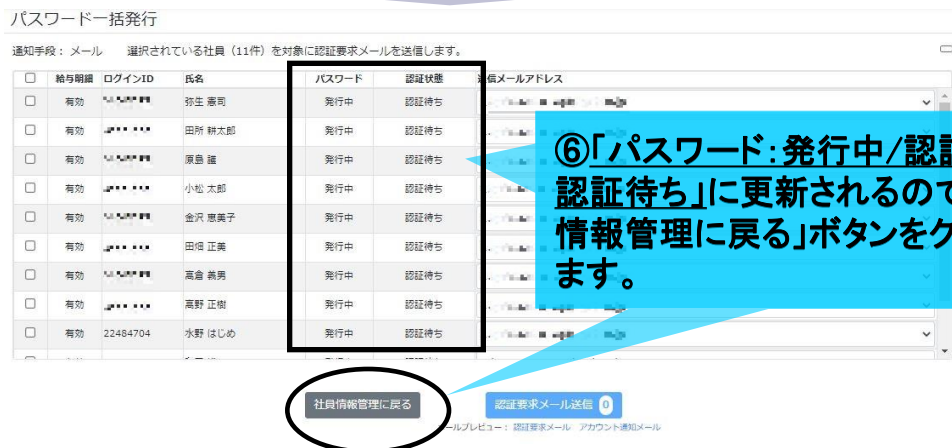 パスワード一括発行
通知手段： メール 選択されている社員（11件）を対象に認証要求メールを送信します。
給与明細 ログインID 氏名 パスワード 認証状態 送信メールアドレス
有効 弥生 憲司 発行中 認証待ち
有効 田所 耕太郎 発行中 認証待ち
有効 原島 発行中 認証待ち
有効 小松 太郎 発行中 認証待ち
有効 金沢 恵美子 発行中 認証待ち
有効 田畑 正美 発行中 認証待ち
有効 高倉 義男 発行中 認証待ち
有効 高野 正樹 発行中 認証待ち
有効 22484704 水野 はじめ 発行中 認証待ち
⑥「パスワード：発行中/認証
認証待ち」に更新されるので
情報管理に戻る」ボタンをク
ます。
社員情報管理に戻る 認証要求メール送信 0
ールプレビュー： 認証要求メール アカウント通知メール